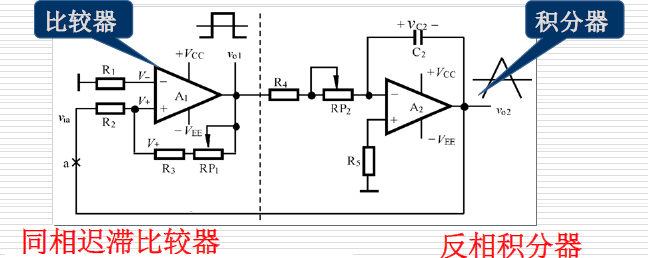 比较器
积分器
+ vC2 −
C2
+VCC
vo1
R1
V−
−
A1
R4
RP2
−
+VCC
A2
vo2
via
R2
V+
+
−VEE
+
−VEE
a
V+
R3
RP1
R5
同相迟滞比较器
反相积分器